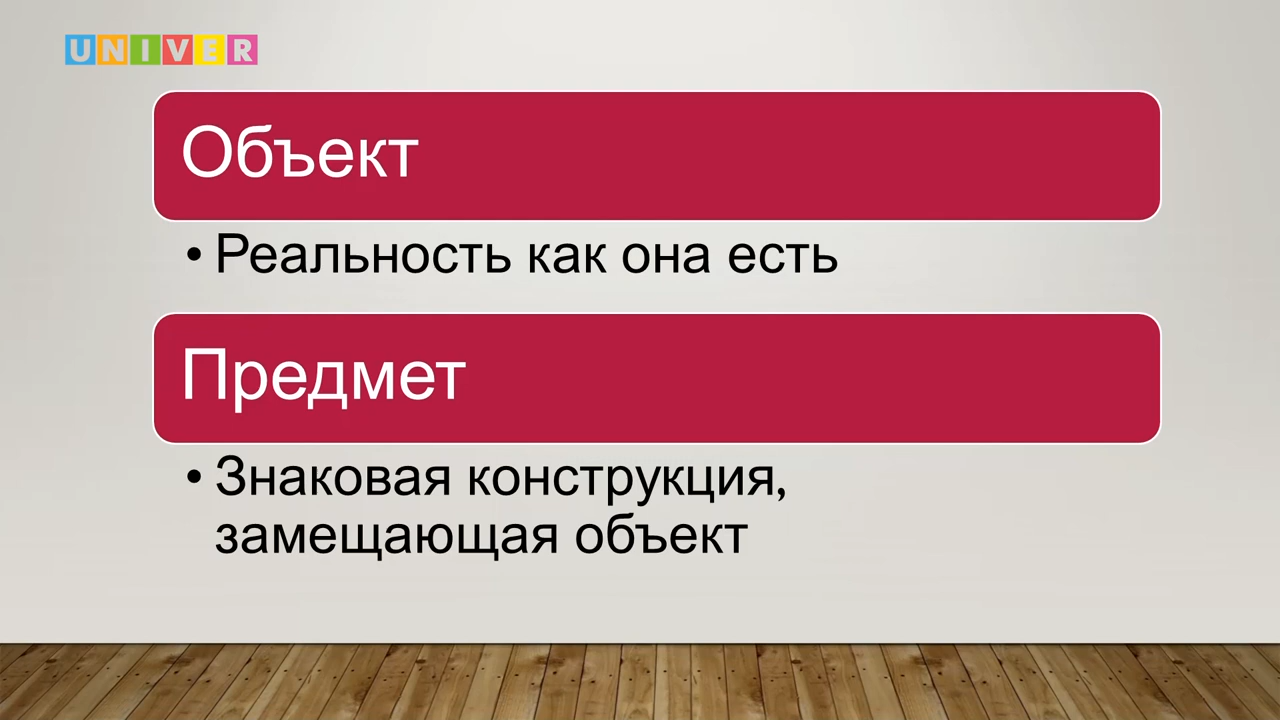 UNIVER
Объект
• Реальность как она есть
Предмет
• Знаковая конструкция,
замещающая объект